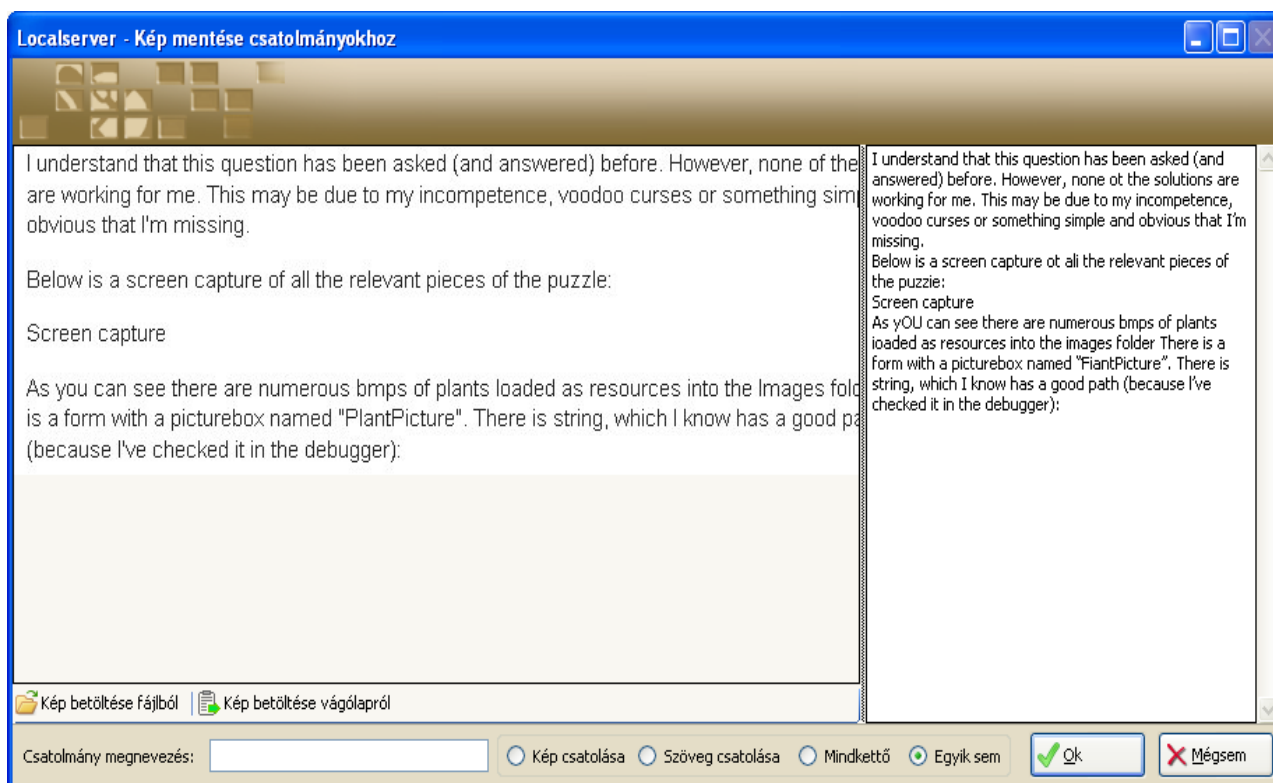 Localserver - Kép mentése csatolmányokhoz
I understand that this question has been asked (and answered) before. However, none of the
are working for me. This may be due to my incompetence, voodoo curses or something simp
obvious that I'm missing.
Below is a screen capture of all the relevant pieces of the puzzle:
Screen capture
As you can see there are numerous bmps of plants loaded as resources into the Images fold
is a form with a picturebox named "PlantPicture". There is string, which I know has a good pa
(because I've checked it in the debugger):
I understand that this question has been asked (and
answered) before. However, none ot the solutions are
working for me. This may be due to my incompetence,
voodoo curses or something simple and obvious that I'm
missing.
Below is a screen capture ot ali the relevant pieces of
the puzzie:
Screen capture
As yOU can see there are numerous bmps of plants
ioaded as resources into the images folder There is a
form with a picturebox named "FiantPicture". There is
string, which I know has a good path (because l've
checked it in the debugger):
Kép betöltése fájlból Kép betöltése vágólapról
Csatolmány megnevezés: Kép csatolása Szöveg csatolása Mindkettő Egyik sem Ok Mégsem